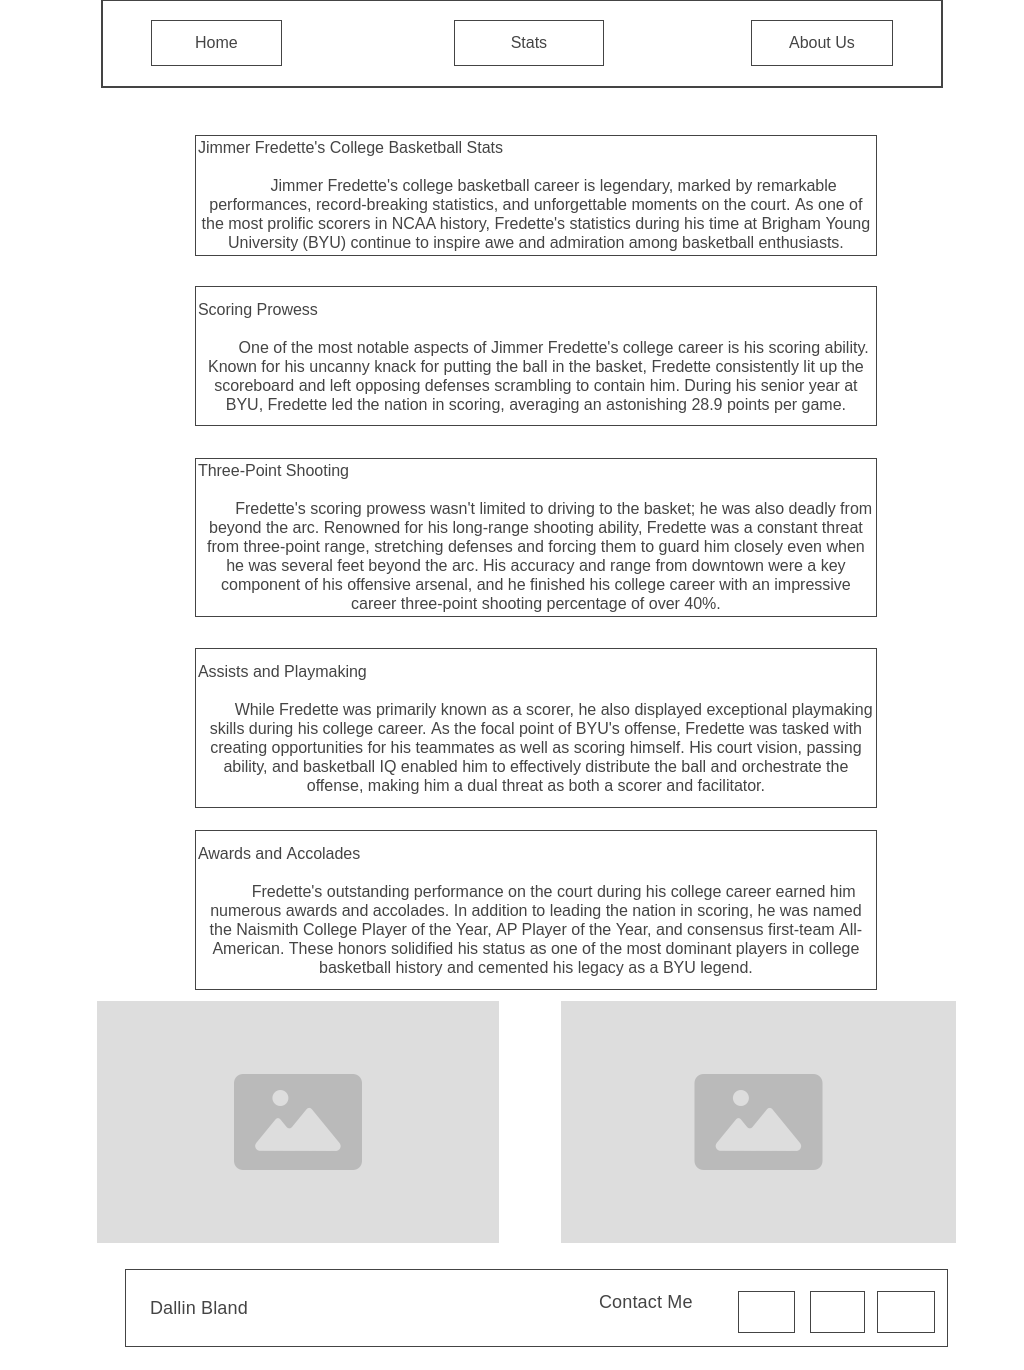 Home
Stats
About Us
Jimmer Fredette's College Basketball Stats
Jimmer Fredette's college basketball career is legendary, marked by remarkable
performances, record-breaking statistics, and unforgettable moments on the court. As one of
the most prolific scorers in NCAA history, Fredette's statistics during his time at Brigham Young
University (BYU) continue to inspire awe and admiration among basketball enthusiasts.
Scoring Prowess
One of the most notable aspects of Jimmer Fredette's college career is his scoring ability.
Known for his uncanny knack for putting the ball in the basket, Fredette consistently lit up the
scoreboard and left opposing defenses scrambling to contain him. During his senior year at
BYU, Fredette led the nation in scoring, averaging an astonishing 28.9 points per game.
Three-Point Shooting
Fredette's scoring prowess wasn't limited to driving to the basket; he was also deadly from
beyond the arc. Renowned for his long-range shooting ability, Fredette was a constant threat
from three-point range, stretching defenses and forcing them to guard him closely even when
he was several feet beyond the arc. His accuracy and range from downtown were a key
component of his offensive arsenal, and he finished his college career with an impressive
career three-point shooting percentage of over 40%.
Assists and Playmaking
While Fredette was primarily known as a scorer, he also displayed exceptional playmaking
skills during his college career. As the focal point of BYU's offense, Fredette was tasked with
creating opportunities for his teammates as well as scoring himself. His court vision, passing
ability, and basketball IQ enabled him to effectively distribute the ball and orchestrate the
offense, making him a dual threat as both a scorer and facilitator.
Awards and Accolades
Fredette's outstanding performance on the court during his college career earned him
numerous awards and accolades. In addition to leading the nation in scoring, he was named
the Naismith College Player of the Year, AP Player of the Year, and consensus first-team All-
American. These honors solidified his status as one of the most dominant players in college
basketball history and cemented his legacy as a BYU legend.
Dallin Bland
Contact Me